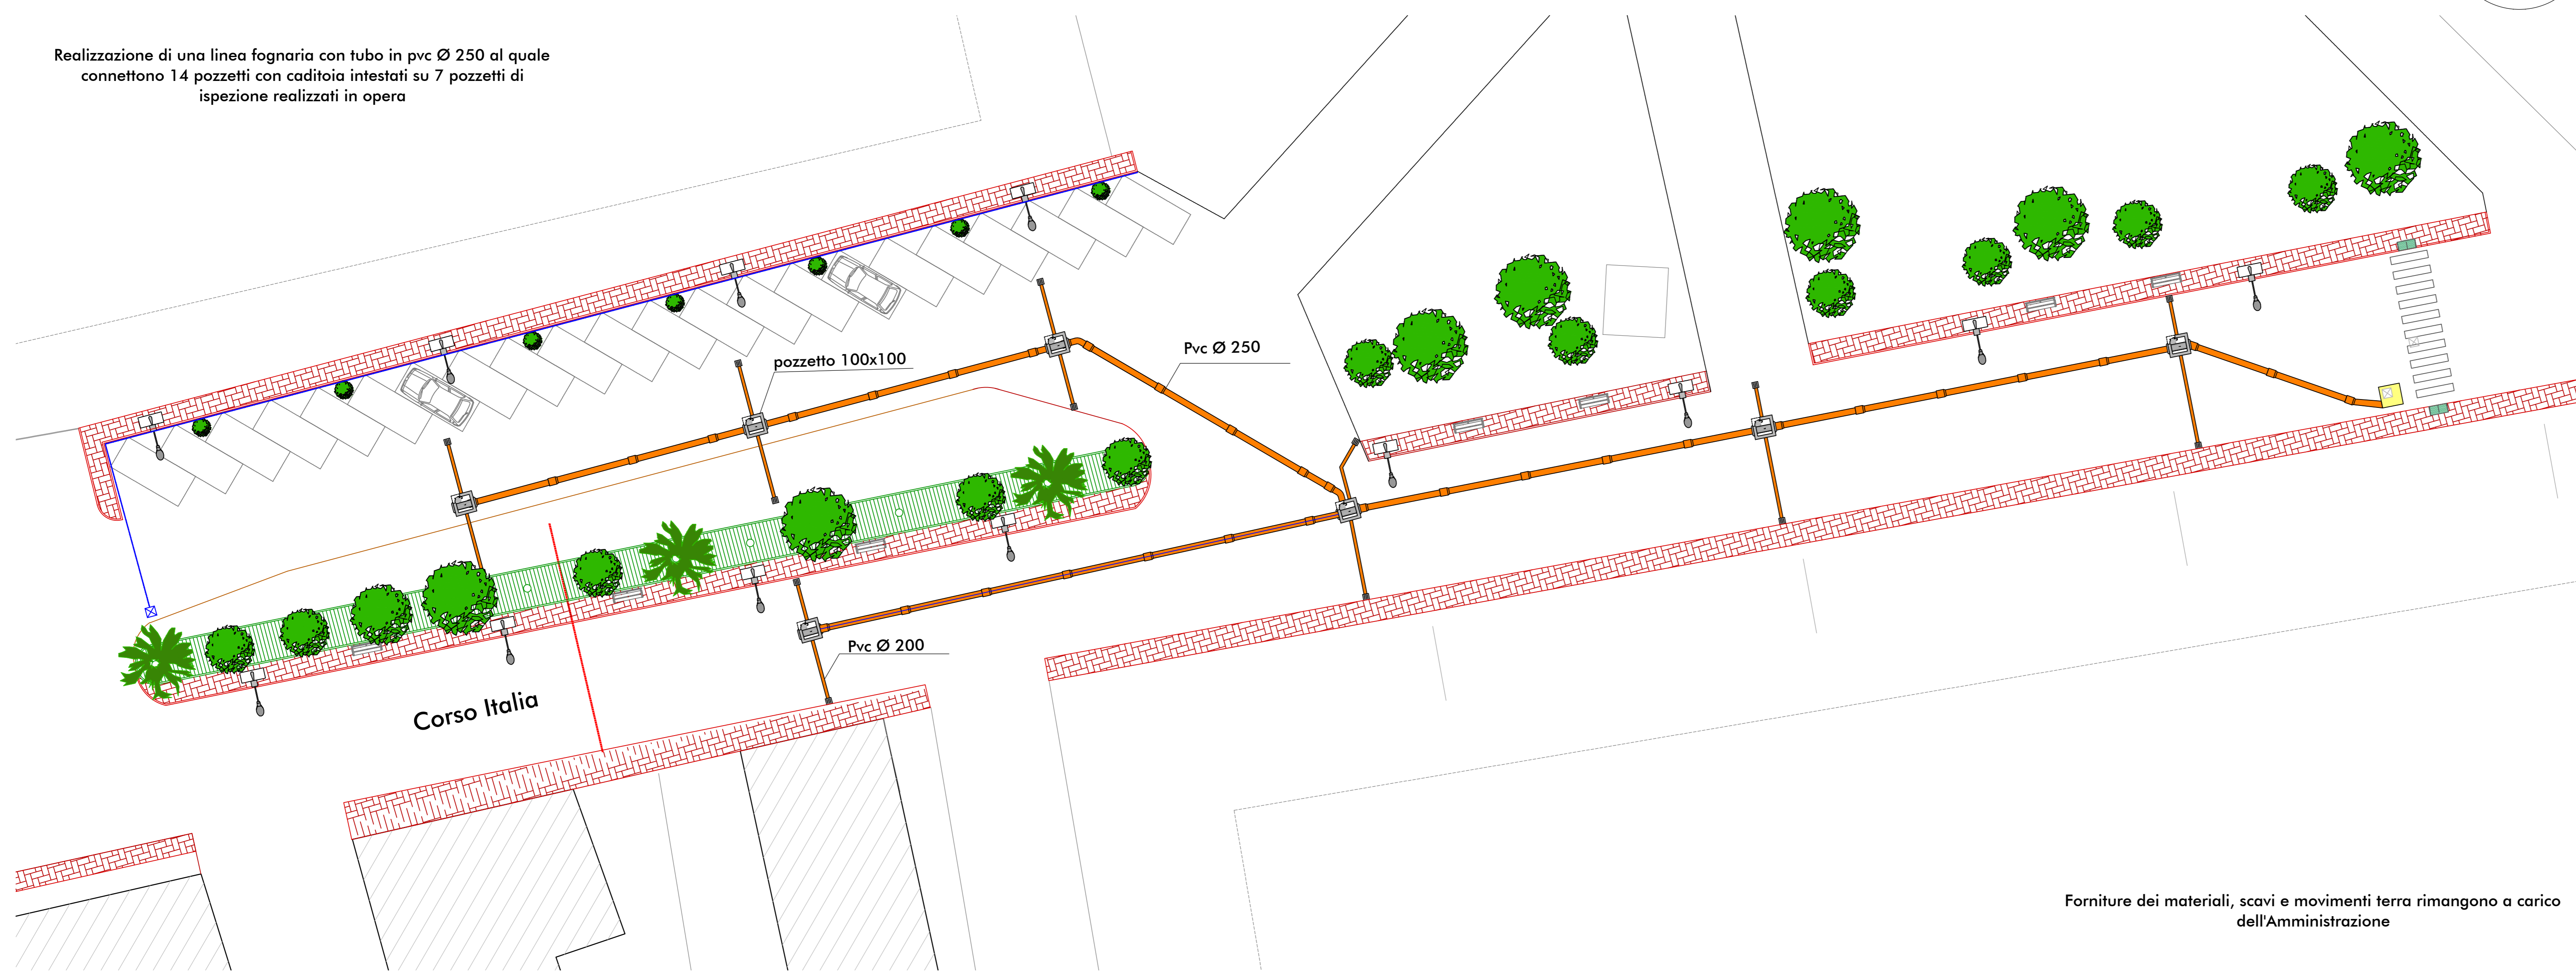 Realizzazione di una linea fognaria con tubo in pvc Ø 250 al quale
connettono 14 pozzetti con caditoia intestati su 7 pozzetti di
ispezione realizzati in opera
pozzetto 100x100
Pvc Ø 250
Pvc Ø 200
Corso Italia
Forniture dei materiali, scavi e movimenti terra rimangono a carico
dell'Amministrazione